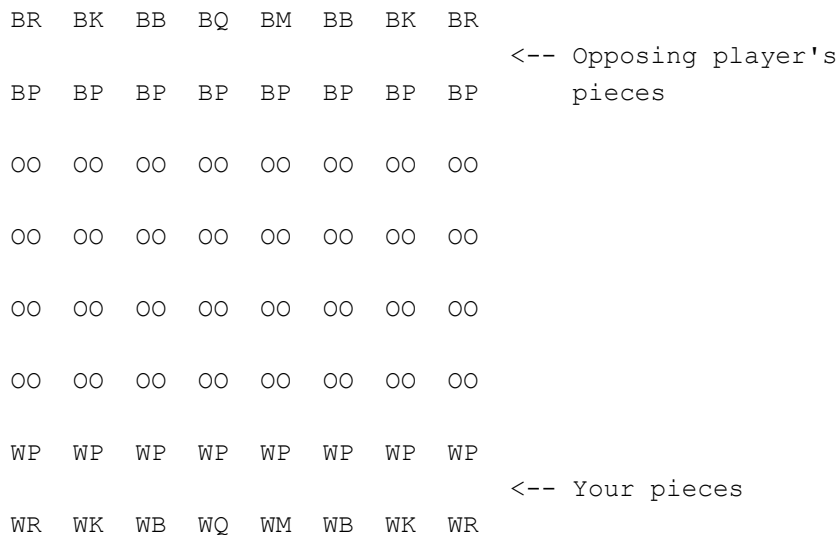 BR BK BB BQ BM BB BK BR
<-- Opposing player's
BP BP BP BP BP BP BP BP pieces
OO OO OO OO OO OO OO OO
OO OO OO OO OO OO OO OO
OO OO OO OO OO OO OO OO
OO OO OO OO OO OO OO OO
WP WP WP WP WP WP WP WP
<-- Your pieces
WR WK WB WQ WM WB WK WR